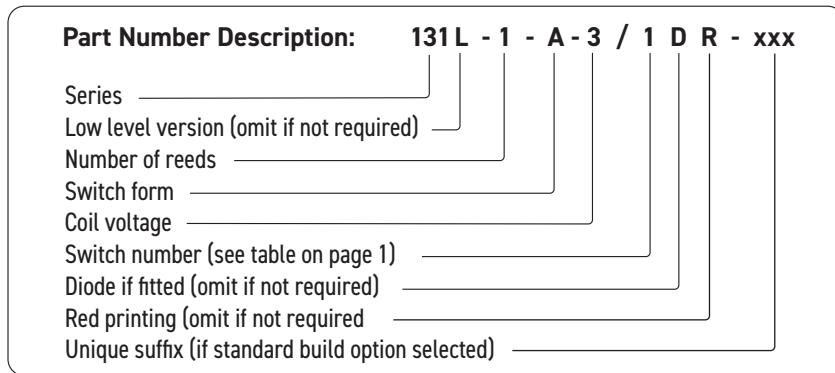 Part Number Description: 131L - 1 - A - 3 / 1 D R - xxx
Series
Low level version (omit if not required)
Number of reeds
Switch form
Coil voltage
Switch number (see table on page 1)
Diode if fitted (omit if not required)
Red printing (omit if not required
Unique suffix (if standard build option selected)